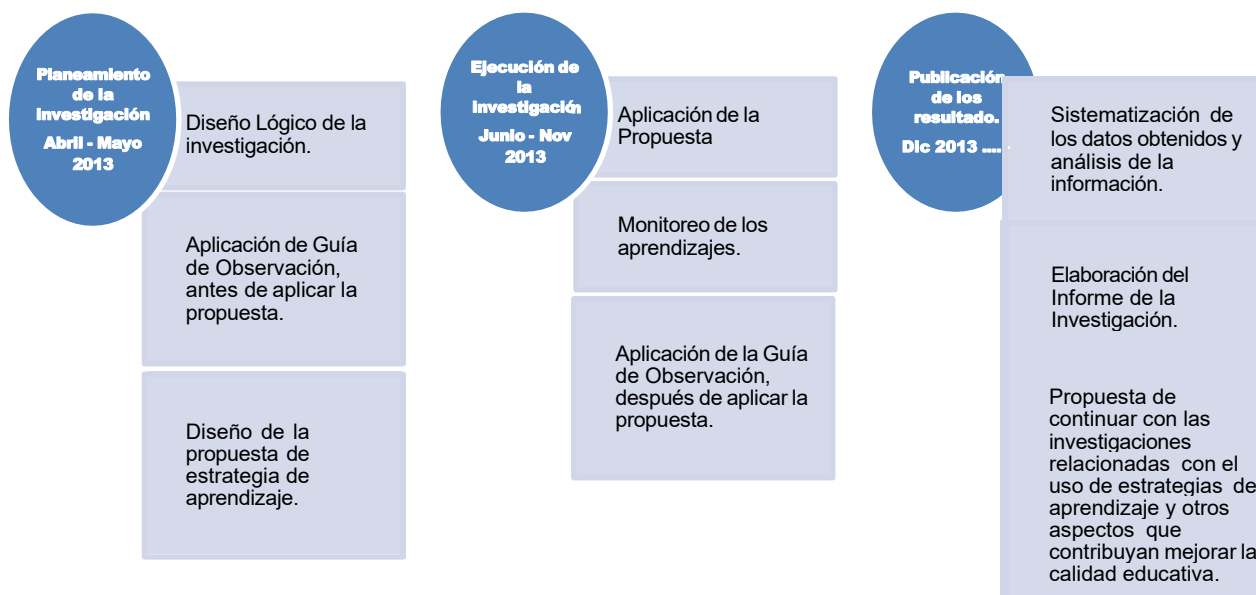 Planeamiento
de la
Investigación
Abril - Mayo
2013
Diseño Lógico de la
investigación.
Aplicación de Guía
de Observación,
antes de aplicar la
propuesta.
Diseño de la
propuesta de
estrategia de
aprendizaje.
Ejecución de
la
Investigación
Junio - Nov
2013
Aplicación de la
Propuesta
Monitoreo de los
aprendizajes.
Aplicación de la Guía
de Observación,
después de aplicar la
propuesta.
Publicación
de los
resultado.
Dic 2013 .... -
Sistematización de
los datos obtenidos y
análisis de la
información.
Elaboración del
Informe de la
Investigación.
Propuesta de
continuar con las
investigaciones
relacionadas con el
uso de estrategias de
aprendizaje y otros
aspectos que
contribuyan mejorar la
calidad educativa.